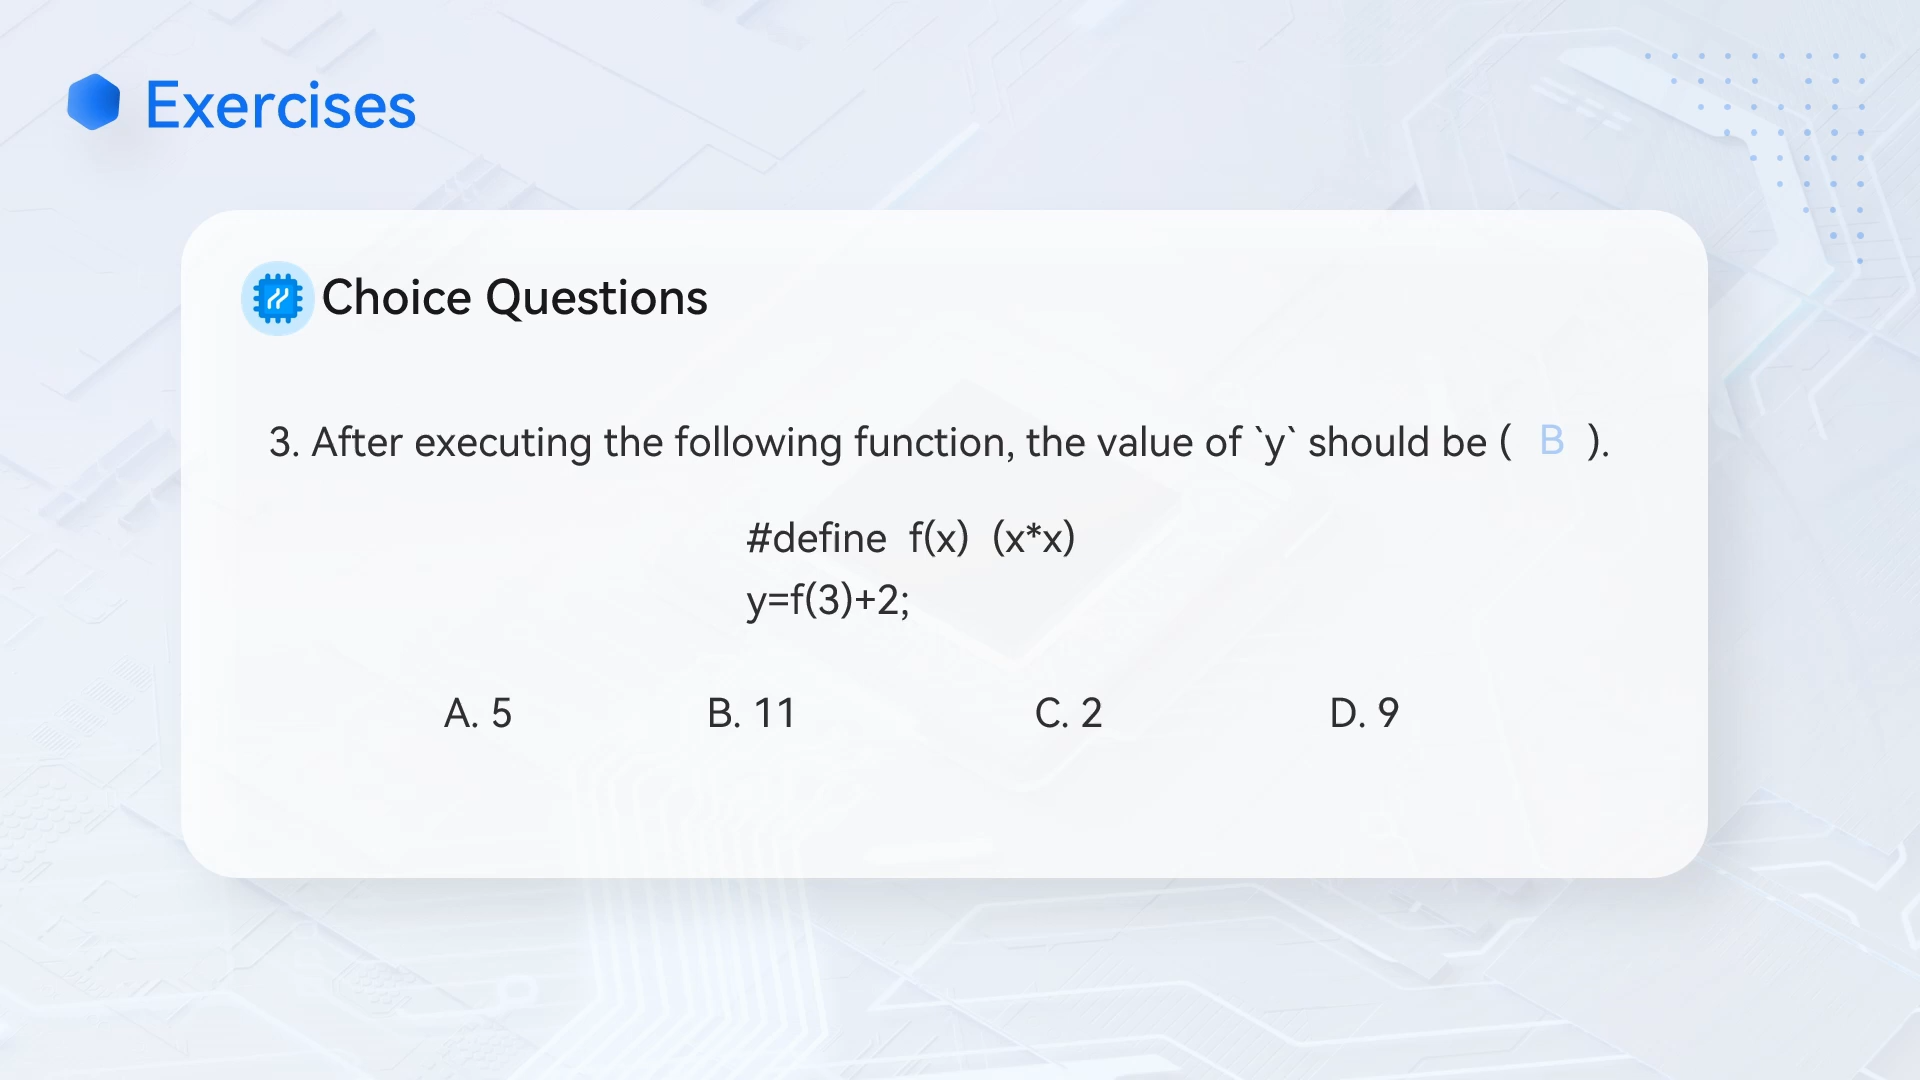 Exercises
Choice Questions
3. After executing the following function, the value of `y` should be ( B ).
#define f(x) (x*x)
y=f(3)+2;
A. 5 B. 11 C. 2 D. 9